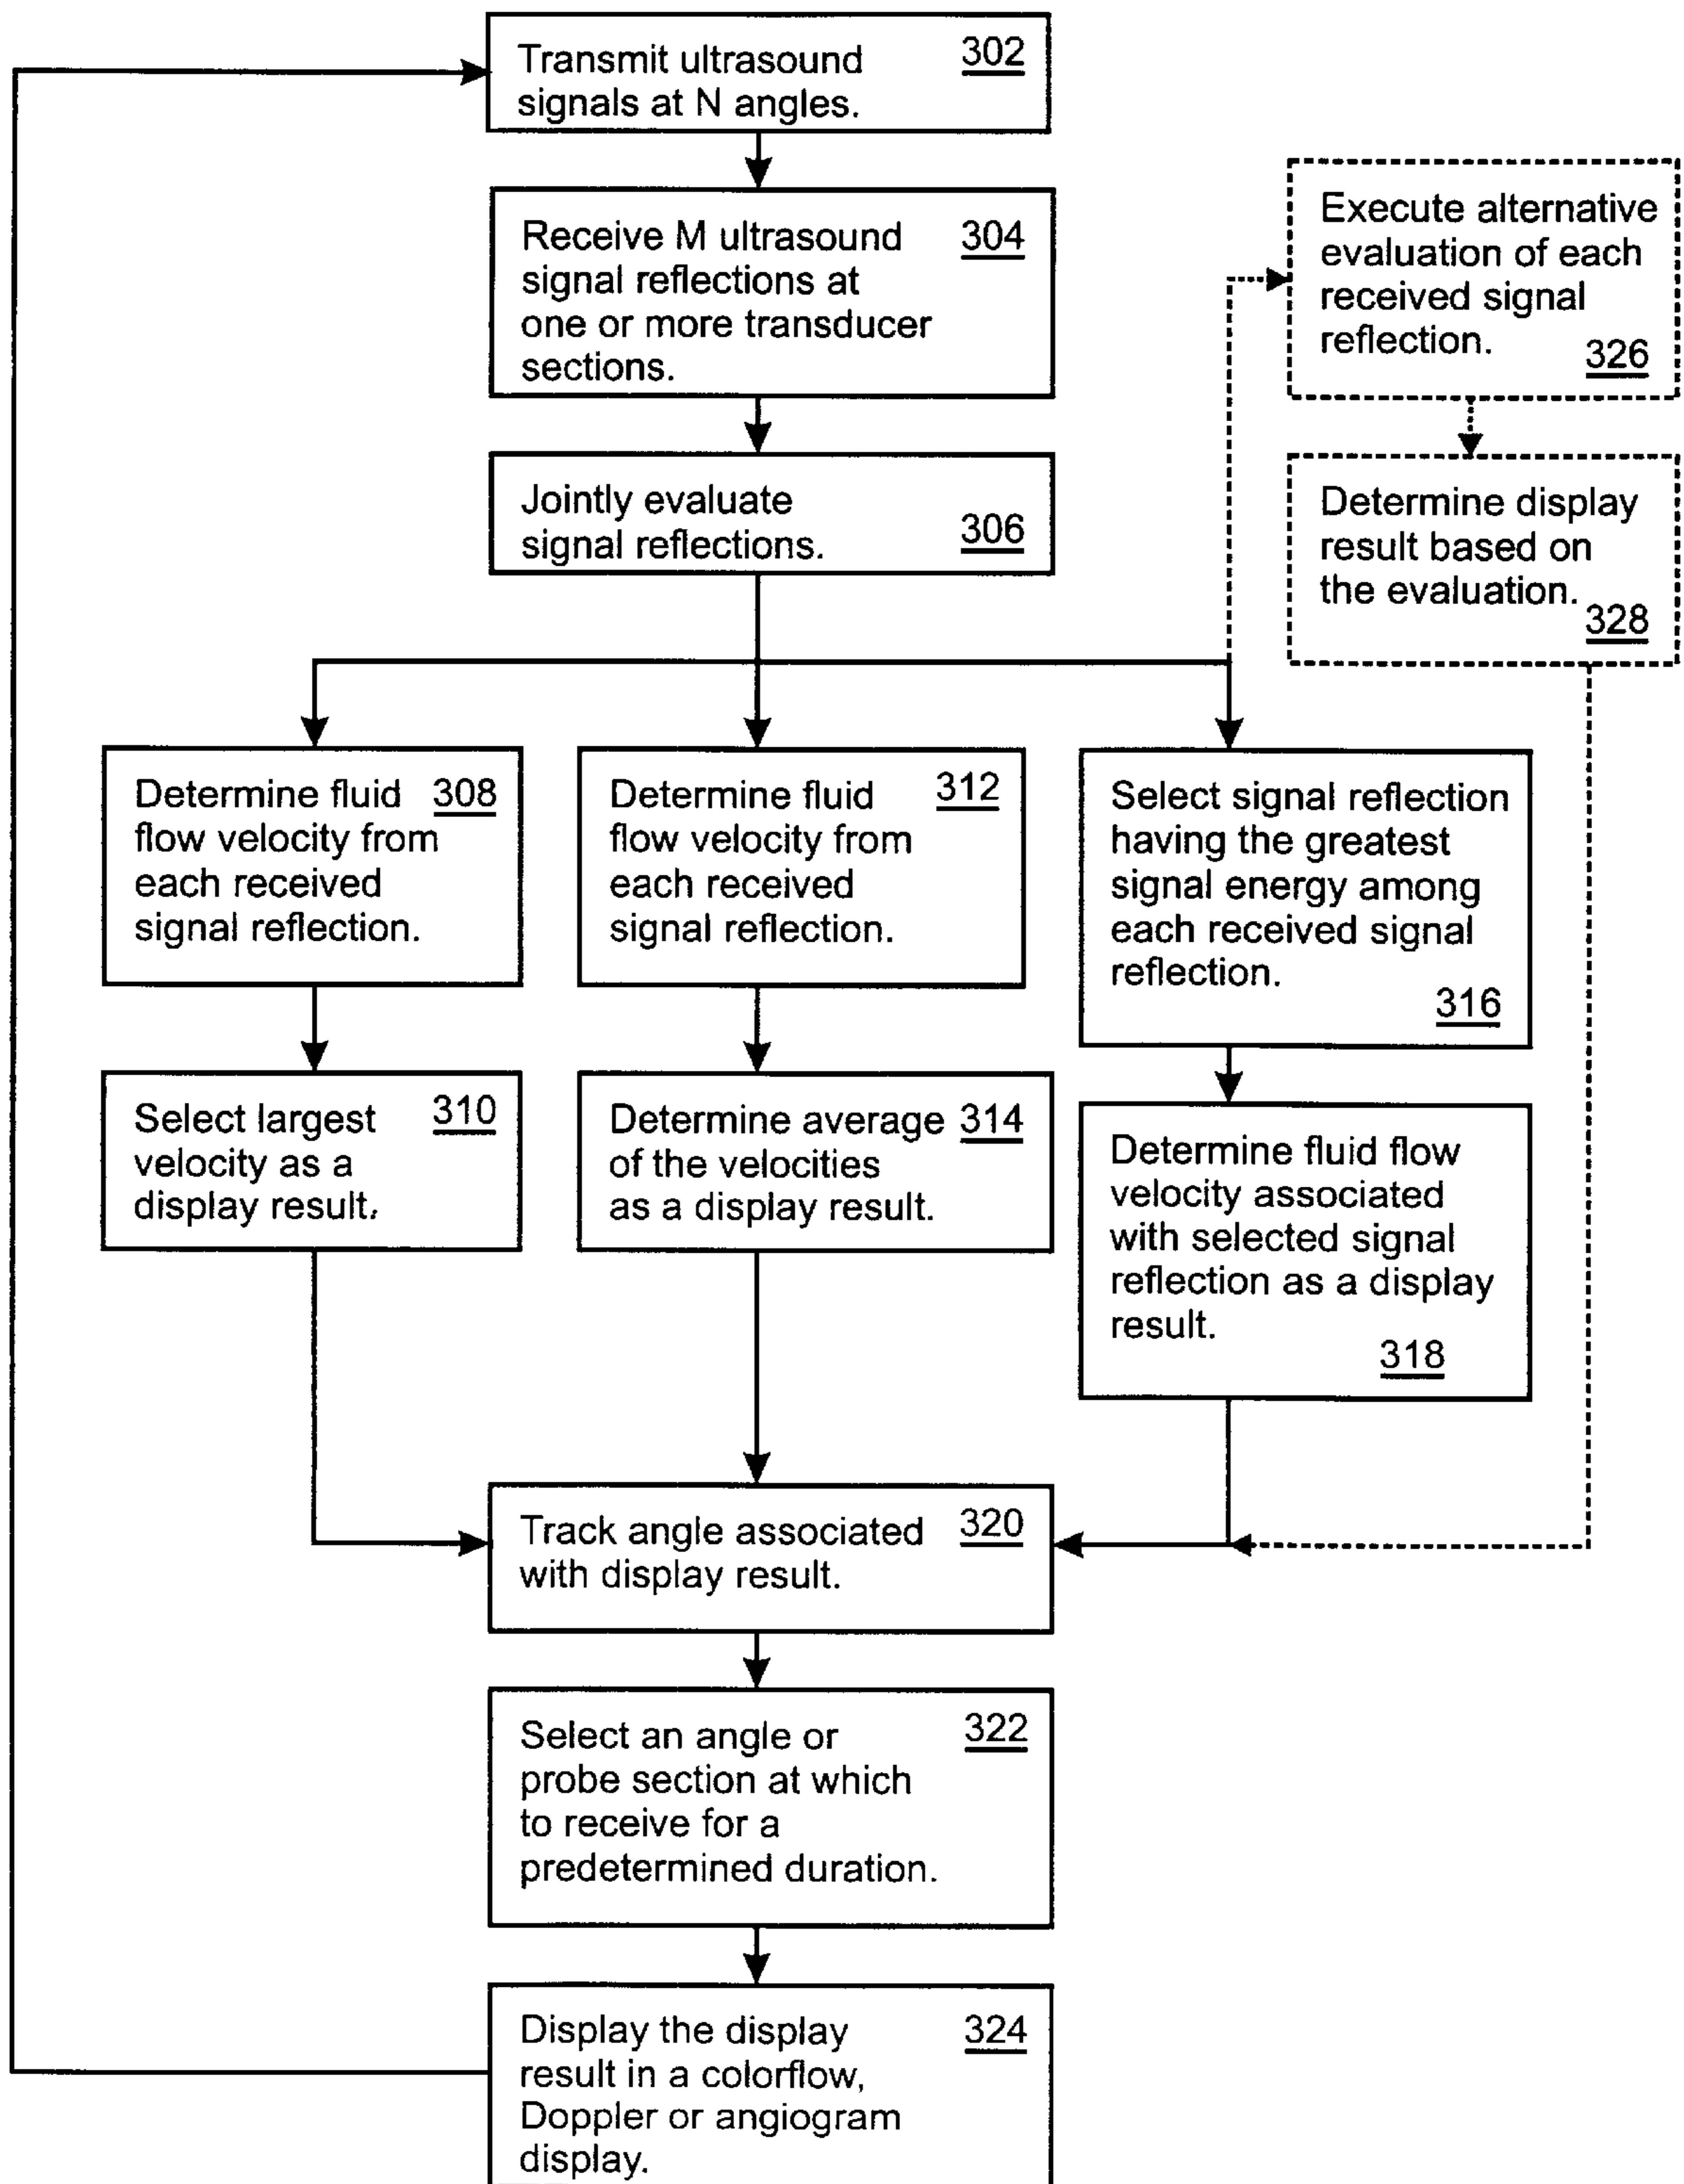 Transmit ultrasound 302
signals at N angles.
Receive M ultrasound 304
signal reflections at
one or more transducer
sections.
Jointly evaluate
signal reflections. 306
Execute alternative
evaluation of each
received signal
reflection. 326
Determine display
result based on
the evaluation. 328
Determine fluid 308
flow velocity from
each received
signal reflection.
Select largest 310
velocity as a
display result.
Determine fluid 312
flow velocity from
each received
signal reflection.
Determine average 314
of the velocities
as a display result.
Select signal reflection
having the greatest
signal energy among
each received signal
reflection.
316
Determine fluid flow
velocity associated
with selected signal
reflection as a display
result.
318
Track angle associated 320
with display result.
Select an angle or 322
probe section at which
to receive for a
predetermined duration.
Display the display 324
result in a colorflow,
Doppler or angiogram
display.